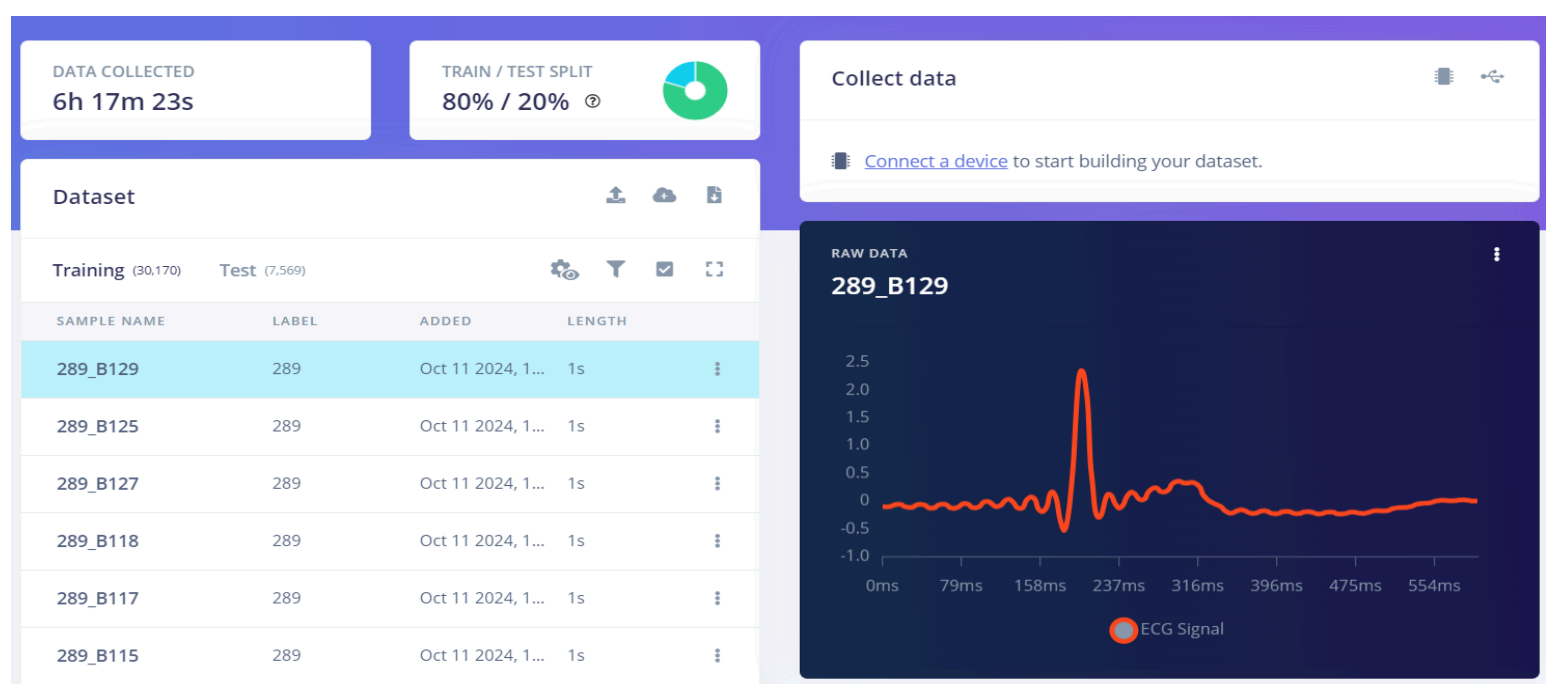 DATA COLLECTED
6h 17m 23s
TRAIN / TEST SPLIT
80% / 20%
Dataset
Training (30,170) Test (7,569)
SAMPLE NAME LABEL ADDED LENGTH
289_B129 289 Oct 11 2024, 1... 1s
289_B125 289 Oct 11 2024, 1... 1s
289_B127 289 Oct 11 2024, 1... 1s
289_B118 289 Oct 11 2024, 1... 1s
289_B117 289 Oct 11 2024, 1... 1s
289_B115 289 Oct 11 2024, 1... 1s
Collect data
Connect a device to start building your dataset.
RAW DATA
289_B129
2.5
2.0
1.5
1.0
0.5
0
-0.5
-1.0
0ms 79ms 158ms 237ms 316ms 396ms 475ms 554ms
ECG Signal